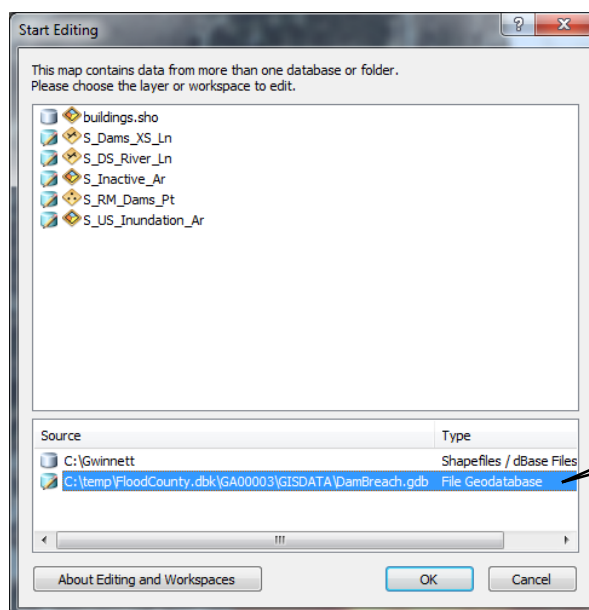 Start Editing
This map contains data from more than one database or folder.
Please choose the layer or workspace to edit.
buildings.sho
S_Dams_XS_Ln
S_DS_River_Ln
S_Inactive_Ar
S_RM_Dams_Pt
S_US_Inundation_Ar
Source Type
C:\Gwinnett Shapefiles / dBase Files
C:\temp\FloodCounty.dbk\GA00003\GISDATA\DamBreach.gdb File Geodatabase
About Editing and Workspaces OK Cancel